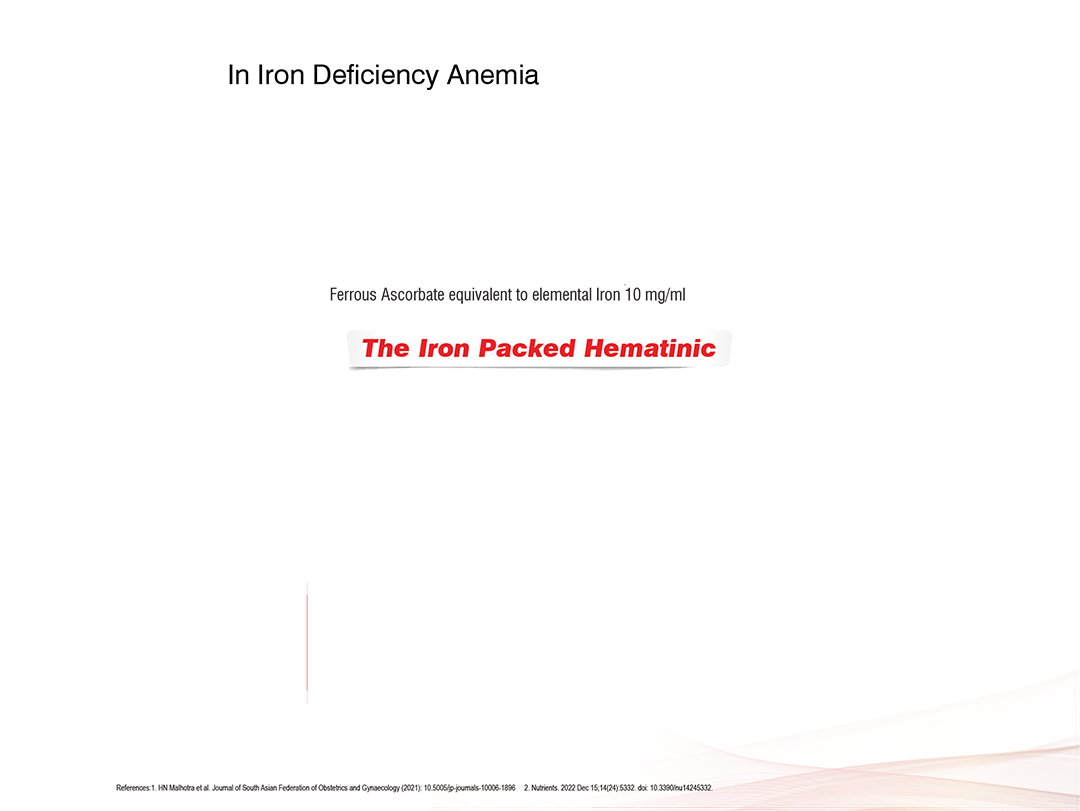 In Iron Deficiency Anemia
Ferrous Ascorbate equivalent to elemental Iron 10 mg/ml
The Iron Packed Hematinic
References:1. HN Malhotra et al. Journal of South Asian Federation of Obstetrics and Gynaecology (2021): 10.5005/jp-journals-10006-1896 2. Nutrients. 2022 Dec 15;14(24):5332. doi: 10.3390/nu14245332.